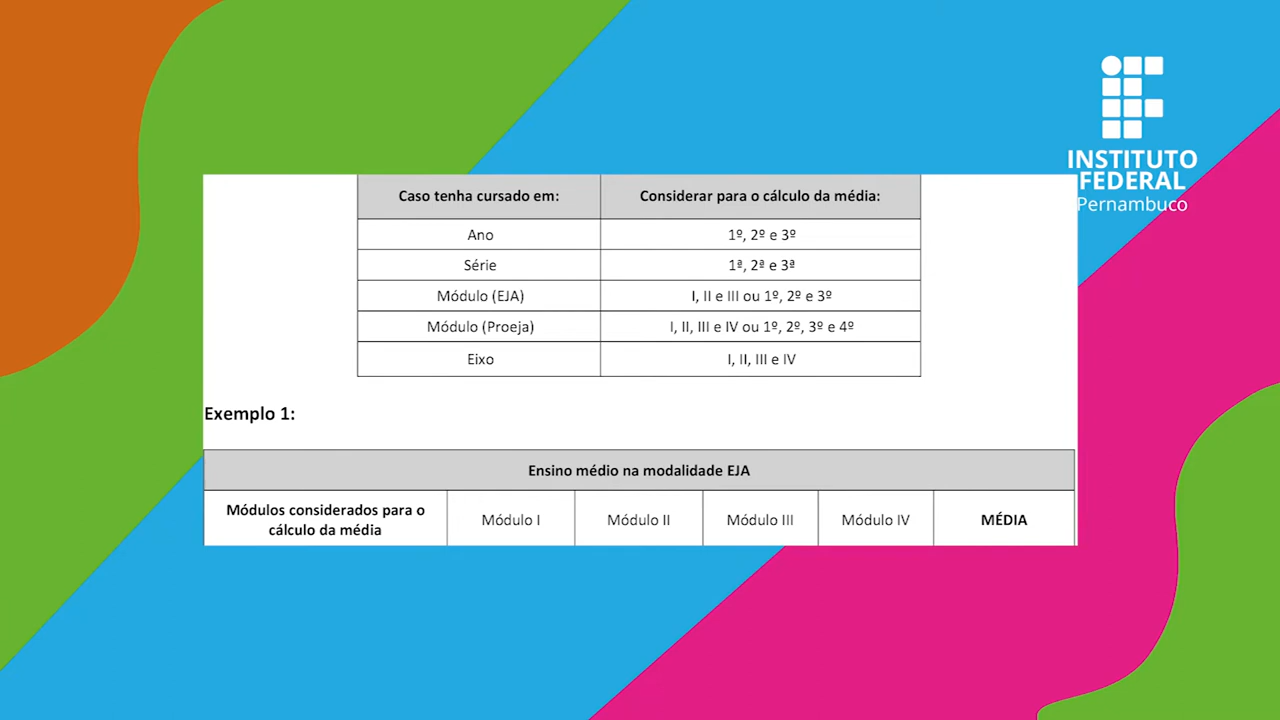 INSTITUTO
FEDERAL
Pernambuco
Caso tenha cursado em: Considerar para o cálculo da média:
Ano 1º, 2º e 3º
Série 1ª, 2ª e 3ª
Módulo (EJA) I, II e III ou 1º, 2º e 3º
Módulo (Proeja) I, II, III e IV ou 1º, 2º, 3º e 4º
Eixo I, II, III e IV
Exemplo 1:
Ensino médio na modalidade EJA
Módulos considerados para o
cálculo da média Módulo I Módulo II Módulo III Módulo IV MÉDIA